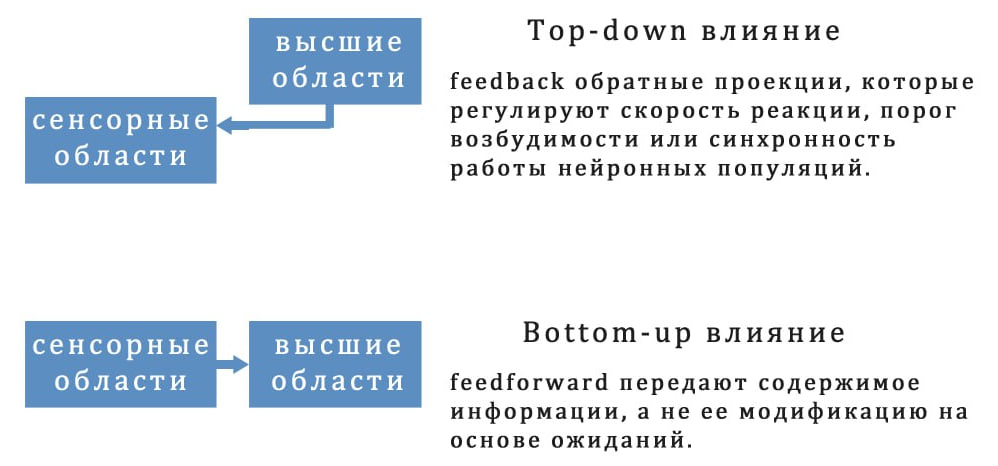 высшие
области
сенсорные
области
Top-down влияние
feedback обратные проекции, которые
регулируют скорость реакции, порог
возбудимости или синхронность
работы нейронных популяций.
сенсорные
области
высшие
области
Bottom-up влияние
feedforward передают содержимое
информации, а не ее модификацию на
основе ожиданий.